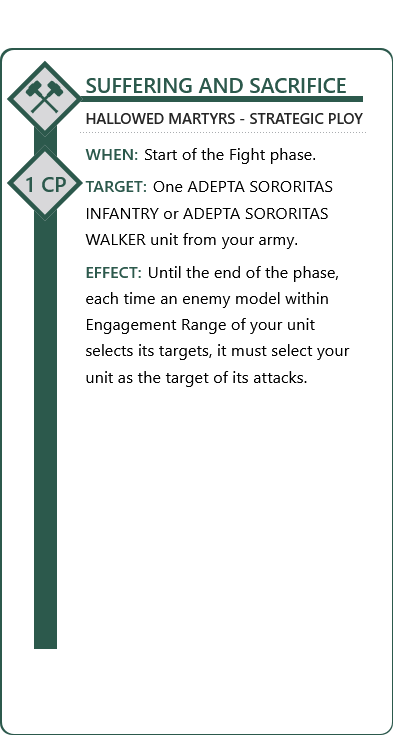 SUFFERING AND SACRIFICE
HALLOWED MARTYRS - STRATEGIC PLOY
WHEN: Start of the Fight phase.
1 CP
TARGET: One ADEPTA SORORITAS
INFANTRY or ADEPTA SORORITAS
WALKER unit from your army.
EFFECT: Until the end of the phase,
each time an enemy model within
Engagement Range of your unit
selects its targets, it must select your
unit as the target of its attacks.